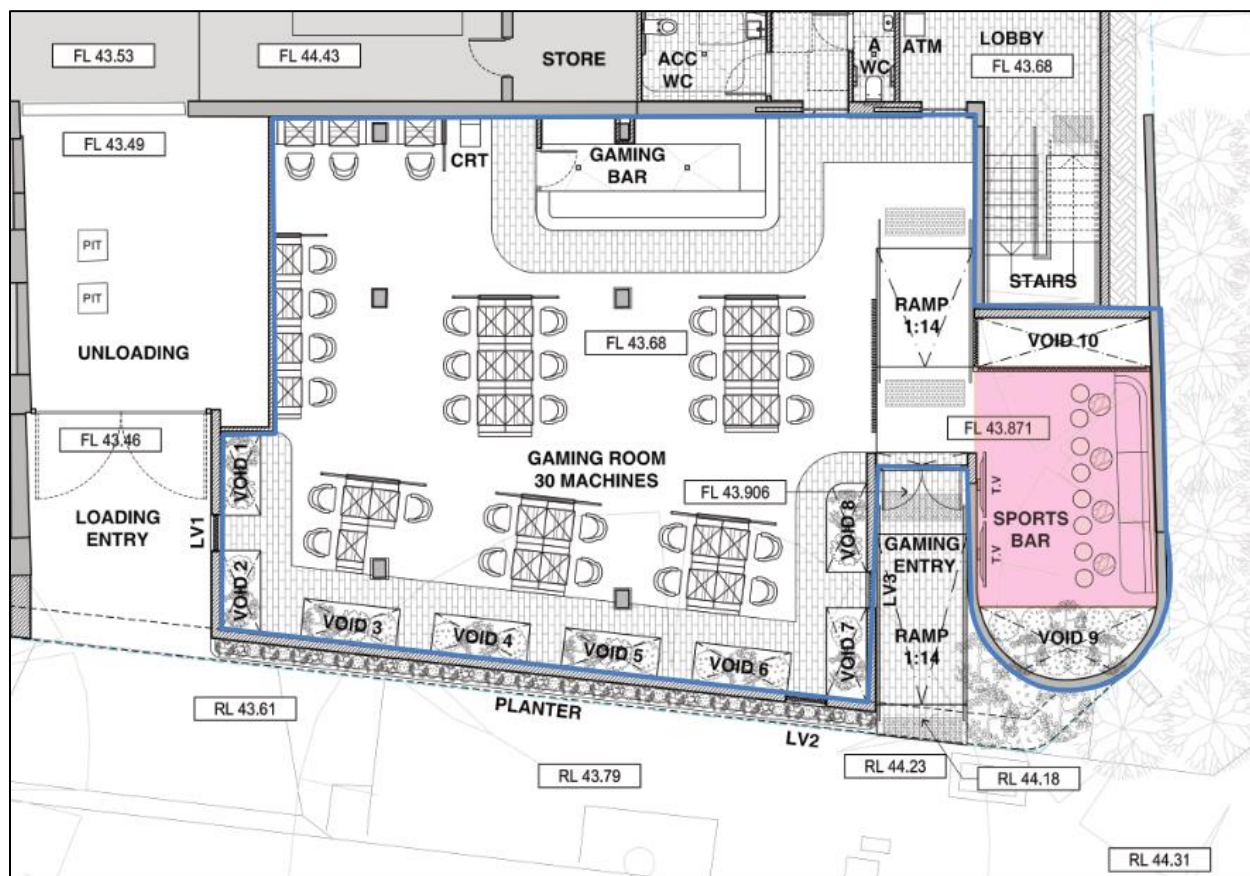 FL 43.53
FL 44.43
STORE
ACC
WC
A
WC
ATM
LOBBY
FL 43.68
FL 43.49
CRT
GAMING
BAR
PIT
PIT
STAIRS
RAMP
1:14
VOID 10
UNLOADING
FL 43.68
FL 43.46
FL 43.871
VOID 1
GAMING ROOM
30 MACHINES
FL 43.906
VOID 8
T.V
SPORTS
BAR
LOADING
ENTRY
LV1
GAMING
ENTRY
LV3
T.V
VOID 2
VOID 3
VOID 4
VOID 5
VOID 6
VOID 7
RAMP
1:14
VOID 9
RL 43.61
PLANTER
LV2
RL 43.79
RL 44.23
RL 44.18
RL 44.31